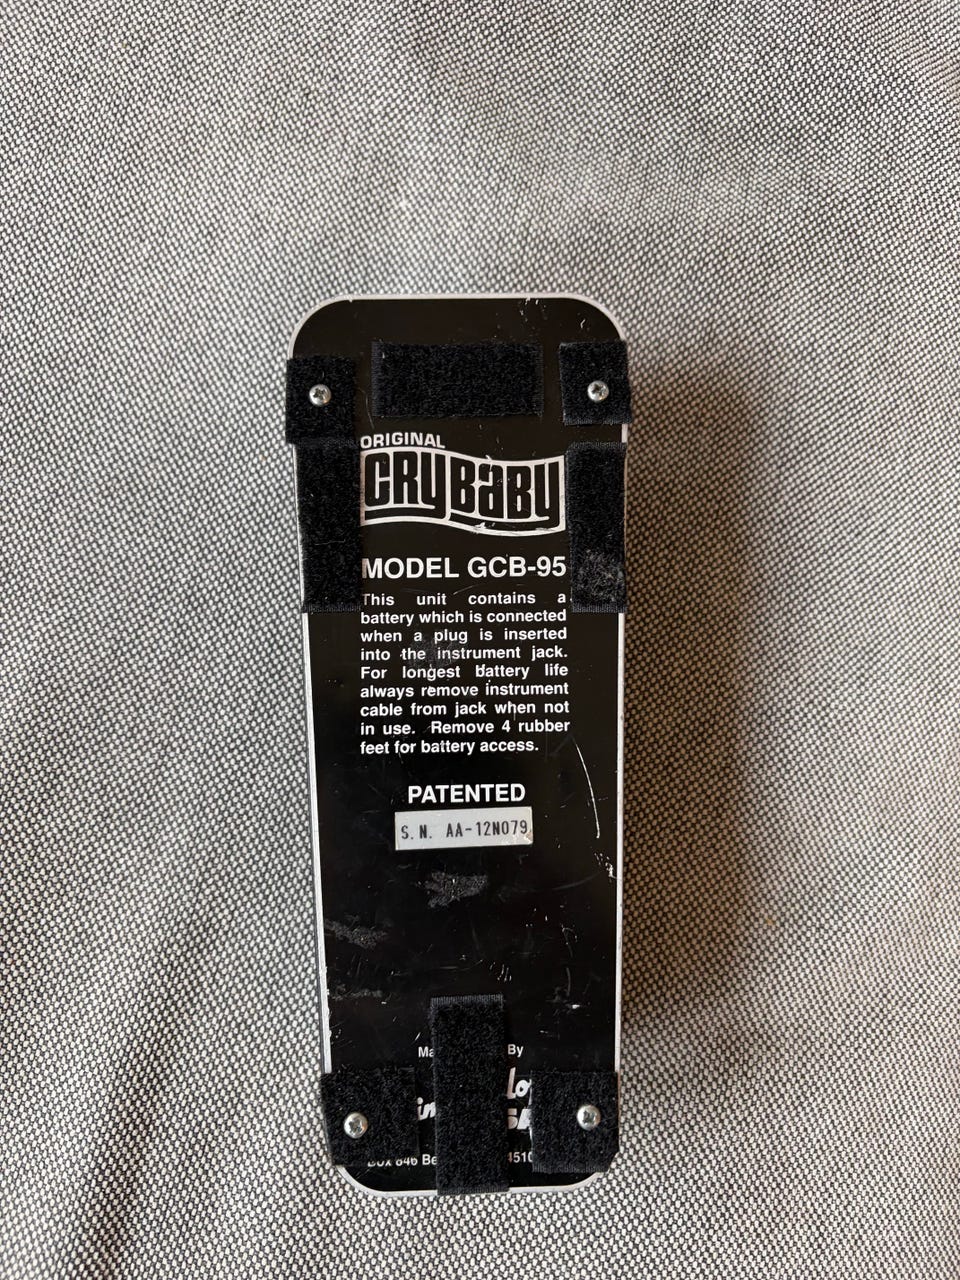 ORIGINAL
CRYBABY
MODEL GCB-95
This unit contains a
battery which is connected
when a plug is inserted
into the instrument jack.
For longest battery life
always remove instrument
cable from jack when not
in use. Remove 4 rubber
feet for battery access.
PATENTED
S.N. AA-12N079
By